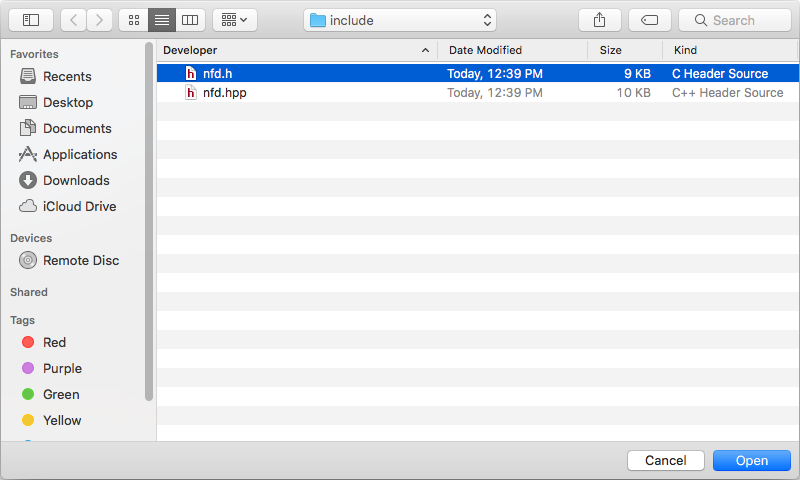 include
Search
Favorites
Recents
Desktop
Documents
Applications
Downloads
iCloud Drive
Devices
Remote Disc
Shared
Tags
Red
Purple
Green
Yellow
Developer Date Modified Size Kind
h nfd.h Today, 12:39 PM 9 KB C Header Source
h nfd.hpp Today, 12:39 PM 10 KB C++ Header Source
Cancel Open